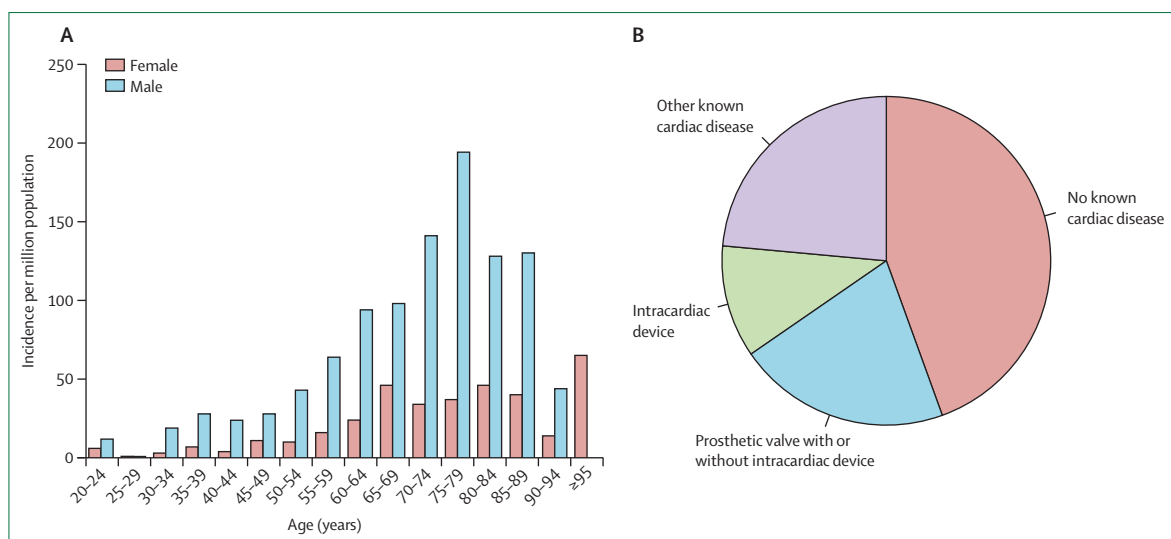 A
Female
Male
250
200
150
100
50
0
Incidence per million population
20–24
25–29
30–34
35–39
40–44
45–49
50–54
55–59
60–64
65–69
70–74
75–79
80–84
85–89
90–94
≥95
Age (years)
B
Other known
cardiac disease
No known
cardiac disease
Intracardiac
device
Prosthetic valve with or
without intracardiac device